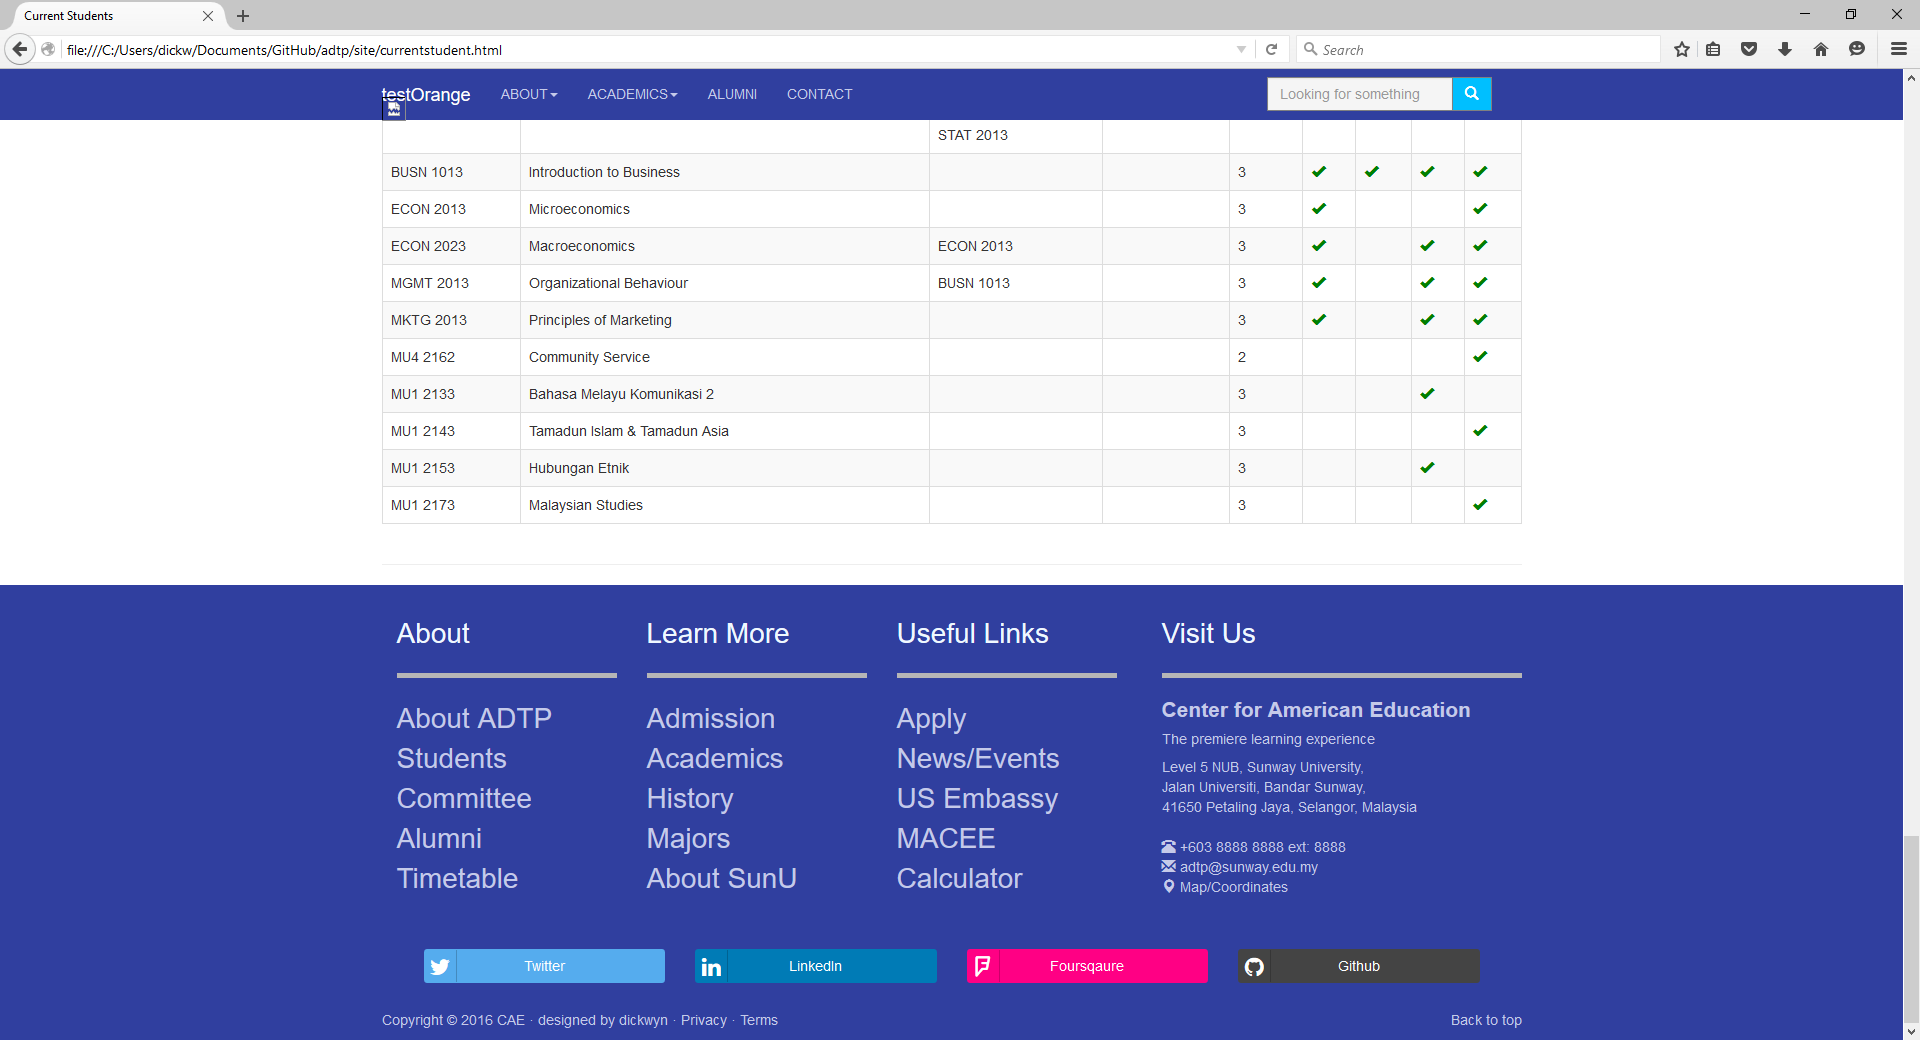 Current Students
file:///C:/Users/dickw/Documents/GitHub/adtp/site/currentstudent.html
Search
testOrange ABOUT ACADEMICS ALUMNI CONTACT Looking for something
STAT 2013
BUSN 1013 Introduction to Business 3
ECON 2013 Microeconomics 3
ECON 2023 Macroeconomics ECON 2013 3
MGMT 2013 Organizational Behaviour BUSN 1013 3
MKTG 2013 Principles of Marketing 3
MU4 2162 Community Service 2
MU1 2133 Bahasa Melayu Komunikasi 2 3
MU1 2143 Tamadun Islam & Tamadun Asia 3
MU1 2153 Hubungan Etnik 3
MU1 2173 Malaysian Studies 3
About
About ADTP
Students
Committee
Alumni
Timetable
Learn More
Admission
Academics
History
Majors
About SunU
Useful Links
Apply
News/Events
US Embassy
MACEE
Calculator
Visit Us
Center for American Education
The premiere learning experience
Level 5 NUB, Sunway University,
Jalan Universiti, Bandar Sunway,
41650 Petaling Jaya, Selangor, Malaysia
+603 8888 8888 ext: 8888
adtp@sunway.edu.my
Map/Coordinates
Twitter
LinkedIn
Foursqaure
Github
Copyright © 2016 CAE · designed by dickwyn · Privacy · Terms
Back to top